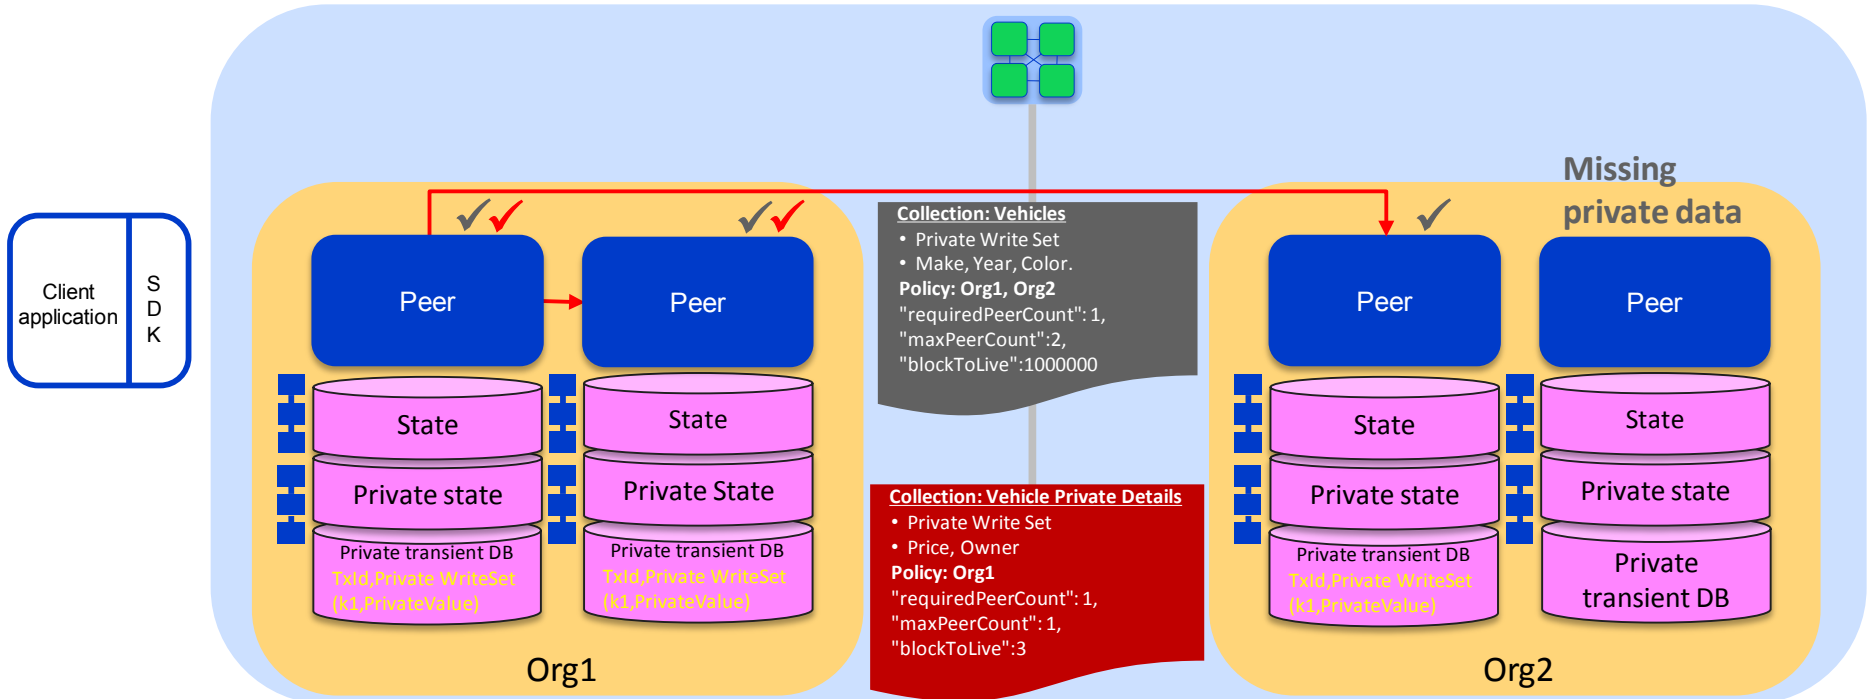 Client
application
S
D
K
Peer
State
Private state
Private transient DB
TxId,Private WriteSet
(k1,PrivateValue)
Peer
State
Private State
Private transient DB
TxId,Private WriteSet
(k1,PrivateValue)
Org1
Collection: Vehicles
• Private Write Set
• Make, Year, Color.
Policy: Org1, Org2
"requiredPeerCount": 1,
"maxPeerCount":2,
"blockToLive":1000000
Collection: Vehicle Private Details
• Private Write Set
• Price, Owner
Policy: Org1
"requiredPeerCount": 1,
"maxPeerCount": 1,
"blockToLive":3
Missing
private data
Peer
State
Private state
Private transient DB
TxId,Private WriteSet
(k1,PrivateValue)
Peer
State
Private state
Private
transient DB
Org2